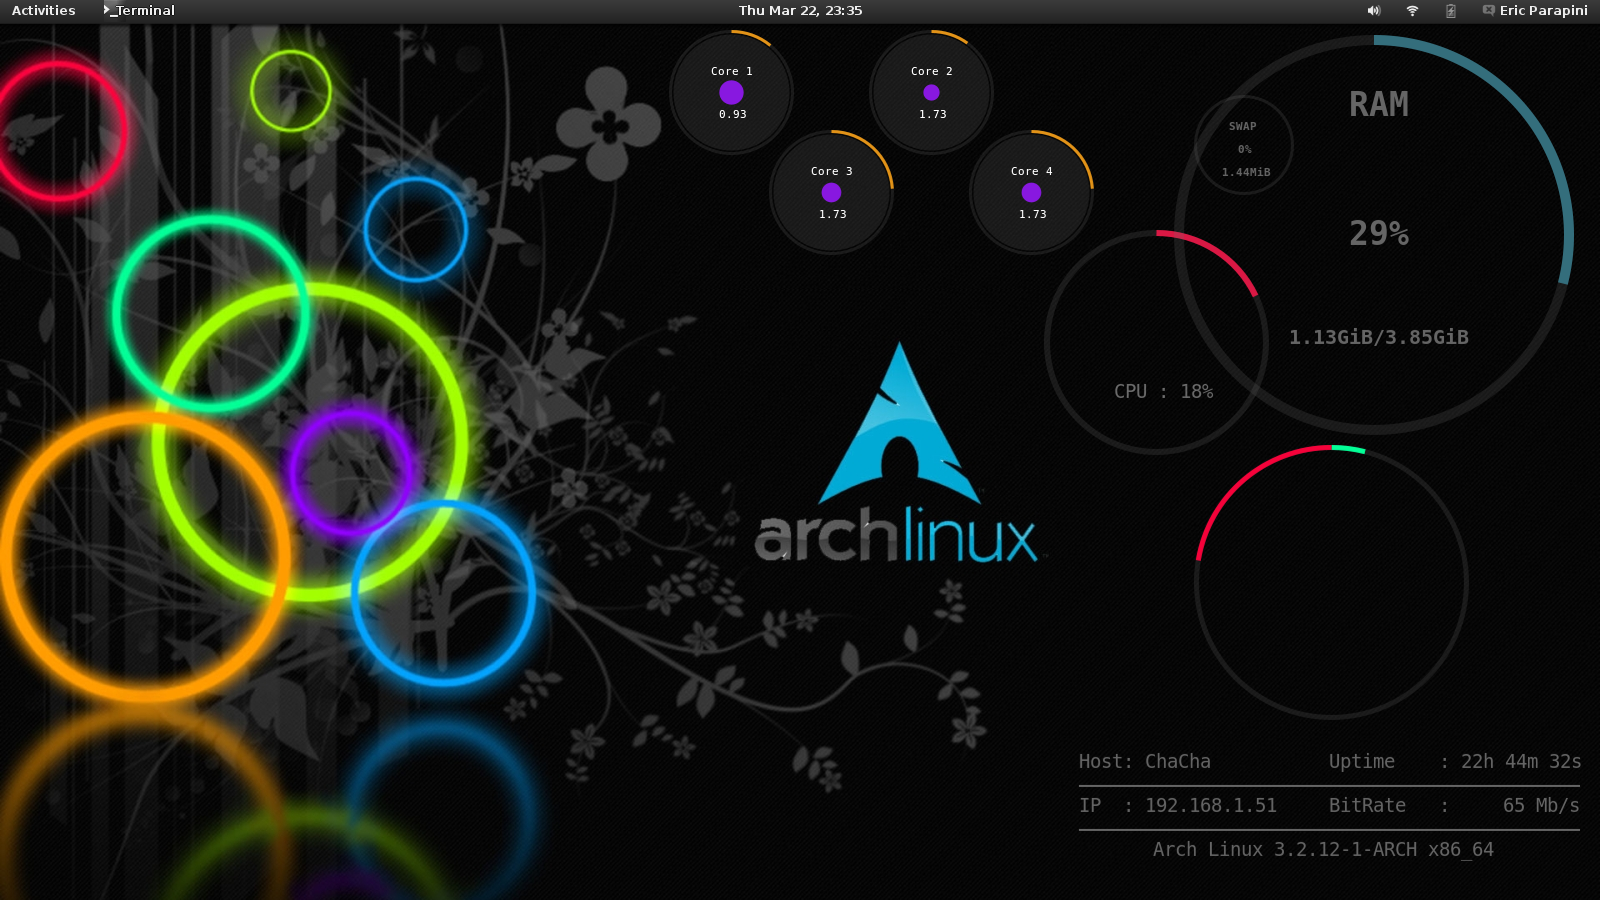 Activities >_Terminal Thu Mar 22, 23:35 Eric Parapini
Core 1
0.93
Core 2
1.73
Core 3
1.73
Core 4
1.73
RAM
29%
1.13GiB/3.85GiB
SWAP
0%
1.44MiB
CPU : 18%
archlinux
Host: ChaCha Uptime : 22h 44m 32s
IP : 192.168.1.51 BitRate : 65 Mb/s
Arch Linux 3.2.12-1-ARCH x86_64